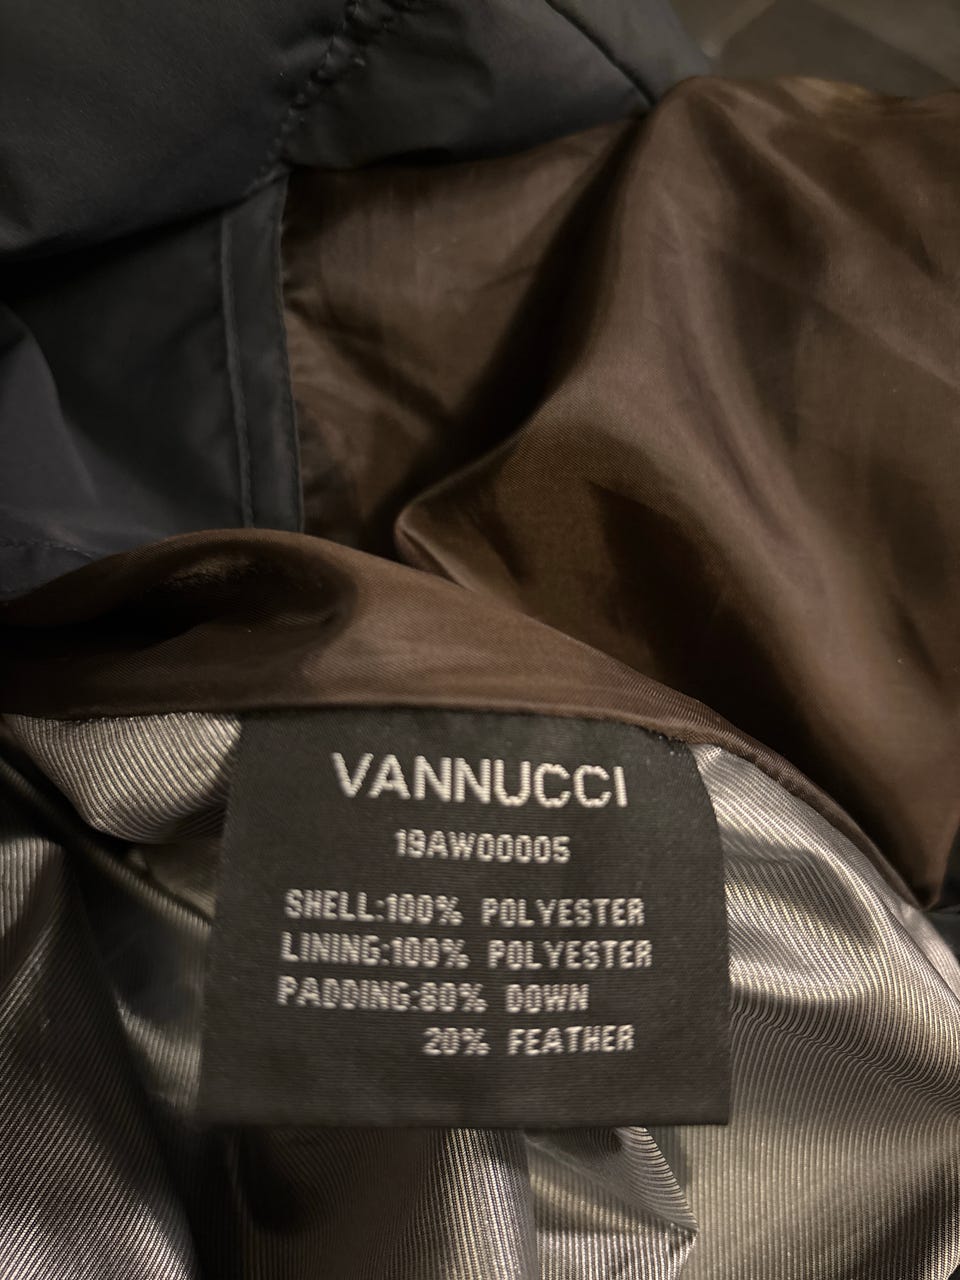 VANNUCCI
19AW00005
SHELL:100% POLYESTER
LINING:100% POLYESTER
PADDING:80% DOWN
20% FEATHER